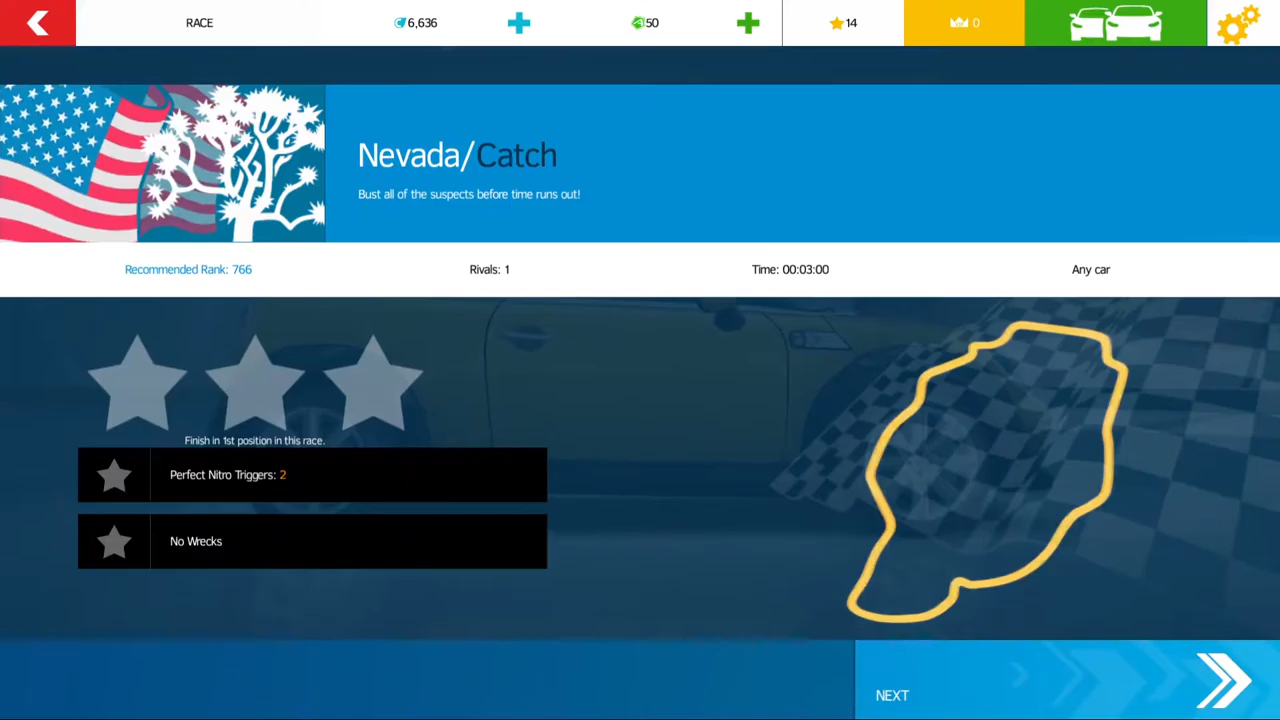 RACE
6,636
50
14
0
Nevada/Catch
Bust all of the suspects before time runs out!
Recommended Rank: 766
Rivals: 1
Time: 00:03:00
Any car
Finish in 1st position in this race.
Perfect Nitro Triggers: 2
No Wrecks
NEXT